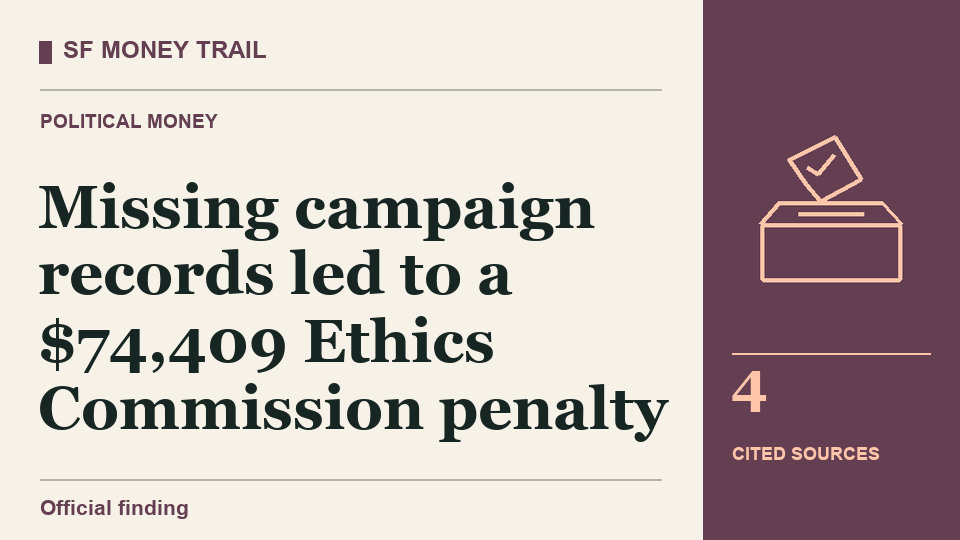 SF MONEY TRAIL
POLITICAL MONEY
Missing campaign
records led to a
$74,409 Ethics
Commission penalty
Official finding
4
CITED SOURCES